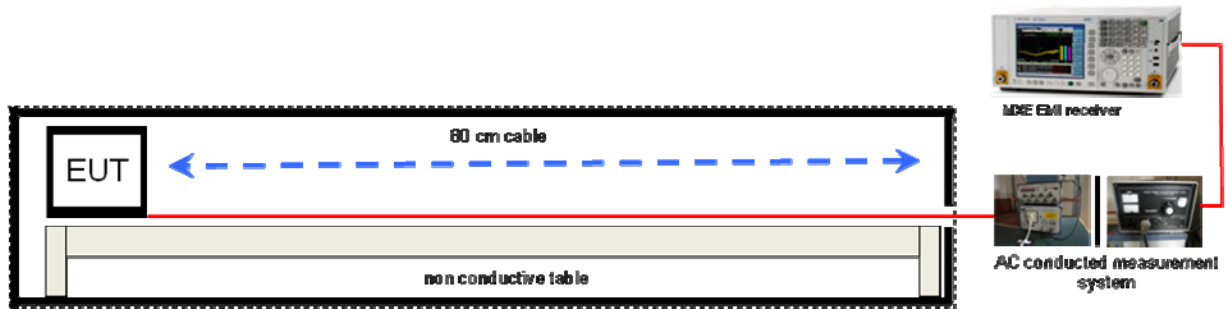 80 cm cable
MXE EMI receiver
EUT
AC conducted measurement
system
non conductive table